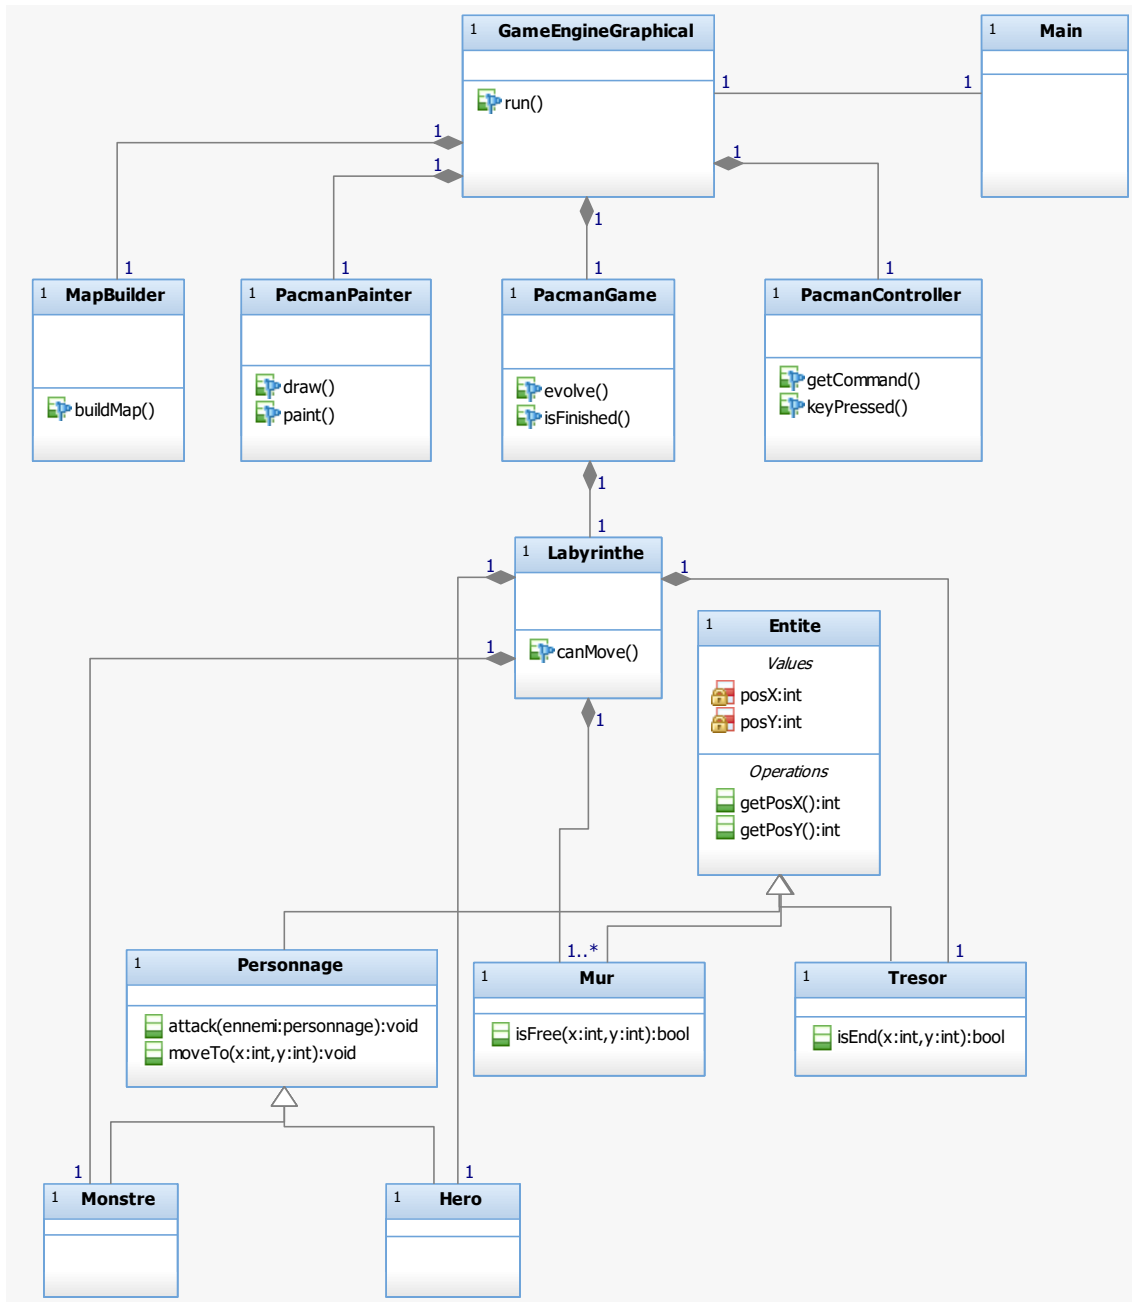 1 GameEngineGraphical
run()
1 Main
1 1
1
1
1
1
1 1 1 1
1 MapBuilder
buildMap()
1 PacmanPainter
draw()
paint()
1 PacmanGame
evolve()
isFinished()
1 PacmanController
getCommand()
keyPressed()
1
1
1 Labyrinthe
canMove()
1
1
1
1
1 Entite
Values
posX:int
posY:int
Operations
getPosX():int
getPosY():int
1..*
1
1 Personnage
attack(ennemi:personnage):void
moveTo(x:int,y:int):void
1 Mur
isFree(x:int,y:int):bool
1 Tresor
isEnd(x:int,y:int):bool
1
1
1 Monstre
1 Hero